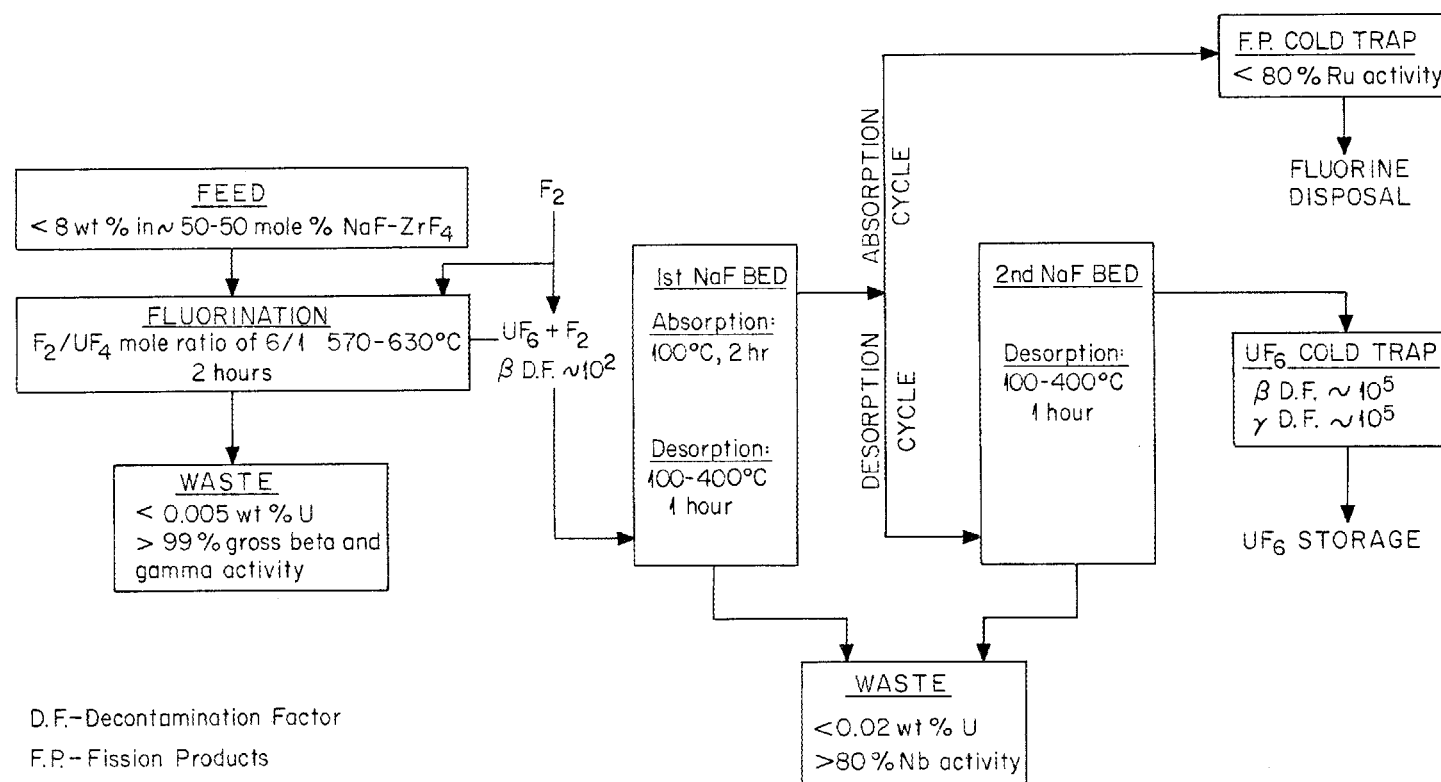 F.P. COLD TRAP
< 80 % Ru activity
FLUORINE
DISPOSAL
ABSORPTION
CYCLE
DESORPTION
CYCLE
FEED
< 8 wt % in ~ 50-50 mole % NaF-ZrF4
F2
FLUORINATION
F2/UF4 mole ratio of 6/1 570-630°C
2 hours
UF6 + F2
β D.F. ~10²
WASTE
< 0.005 wt % U
> 99 % gross beta and
gamma activity
1st NaF BED
Absorption:
100°C, 2 hr
Desorption:
100-400°C
1 hour
2nd NaF BED
Desorption:
100-400°C
1 hour
UF6 COLD TRAP
β D.F. ~ 10⁵
γ D.F. ~ 10⁵
UF6 STORAGE
WASTE
<0.02 wt % U
>80 % Nb activity
D.F.-Decontamination Factor
F.P.-Fission Products